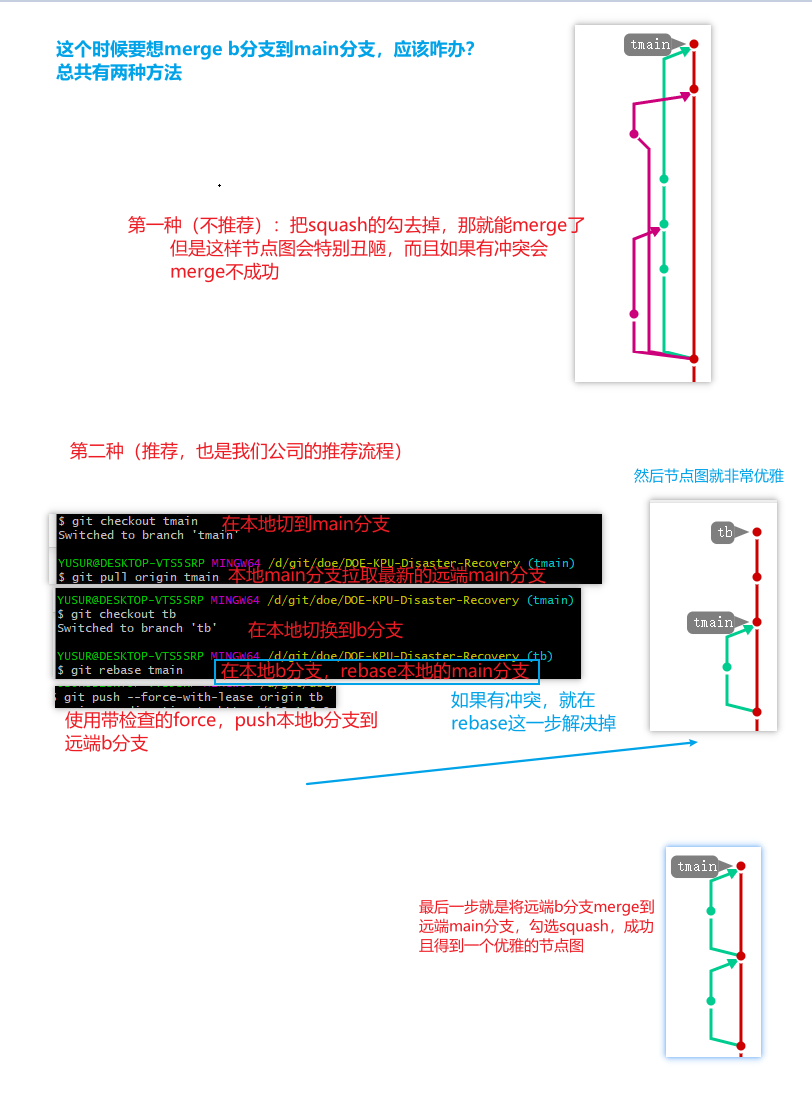 这个时候要想merge b分支到main分支，应该咋办？
总共有两种方法
tmain
第一种（不推荐）：把squash的勾去掉，那就能merge了
但是这样节点图会特别丑陋，而且如果有冲突会
merge不成功
第二种（推荐，也是我们公司的推荐流程）
然后节点图就非常优雅
$ git checkout tmain 在本地切到main分支
Switched to branch 'tmain'
YUSUR@DESKTOP-VTS5SRP MINGW64 /d/git/doe/DOE-KPU-Disaster-Recovery (tmain)
$ git pull origin tmain 本地main分支拉取最新的远端main分支
YUSUR@DESKTOP-VTS5SRP MINGW64 /d/git/doe/DOE-KPU-Disaster-Recovery (tmain)
$ git checkout tb
Switched to branch 'tb' 在本地切换到b分支
YUSUR@DESKTOP-VTS5SRP MINGW64 /d/git/doe/DOE-KPU-Disaster-Recovery (tb)
$ git rebase tmain 在本地b分支，rebase本地的main分支
git push --force-with-lease origin tb
使用带检查的force，push本地b分支到
远端b分支
如果有冲突，就在
rebase这一步解决掉
tb
tmain
tmain
最后一步就是将远端b分支merge到
远端main分支，勾选squash，成功
且得到一个优雅的节点图